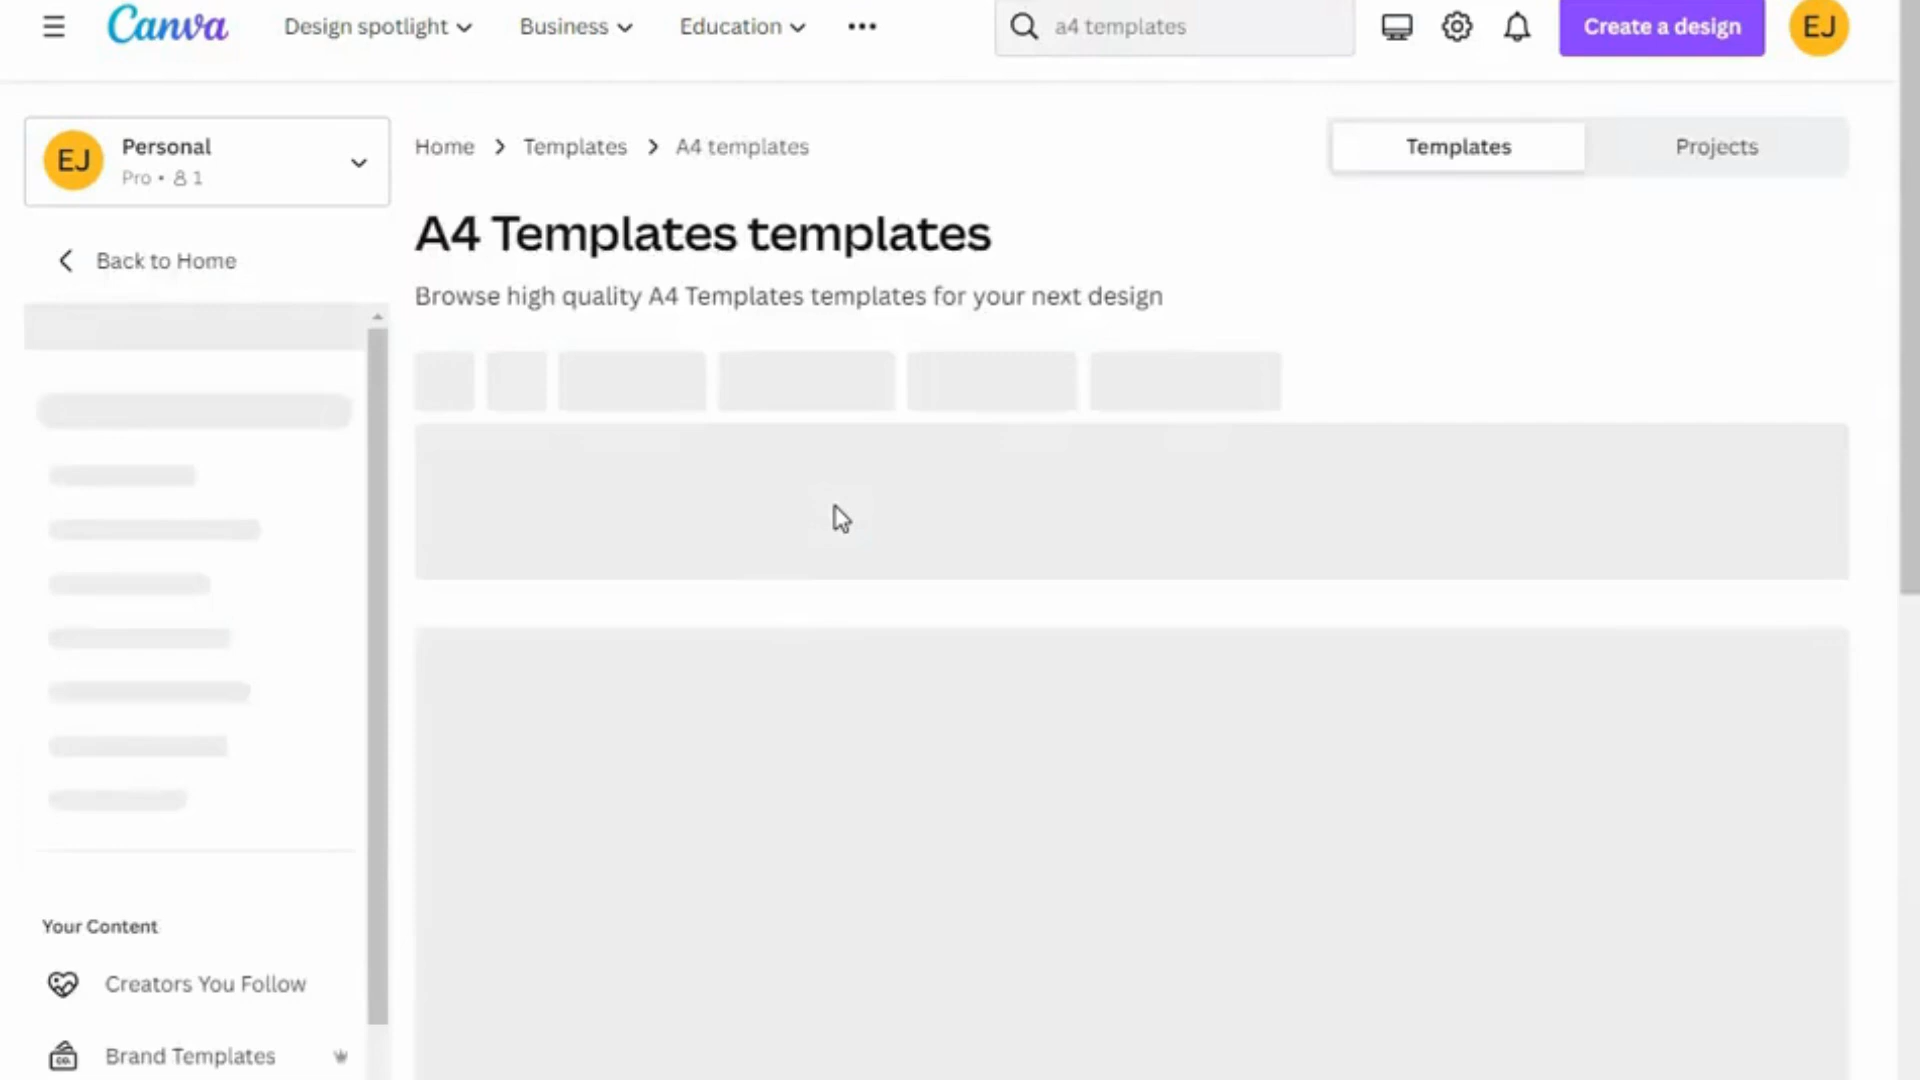 Canva
Design spotlight
Business
Education
a4 templates
Create a design
EJ
EJ
Personal
Pro • 1
Home > Templates > A4 templates
Templates
Projects
A4 Templates templates
Back to Home
Browse high quality A4 Templates templates for your next design
Your Content
Creators You Follow
CO.
Brand Templates